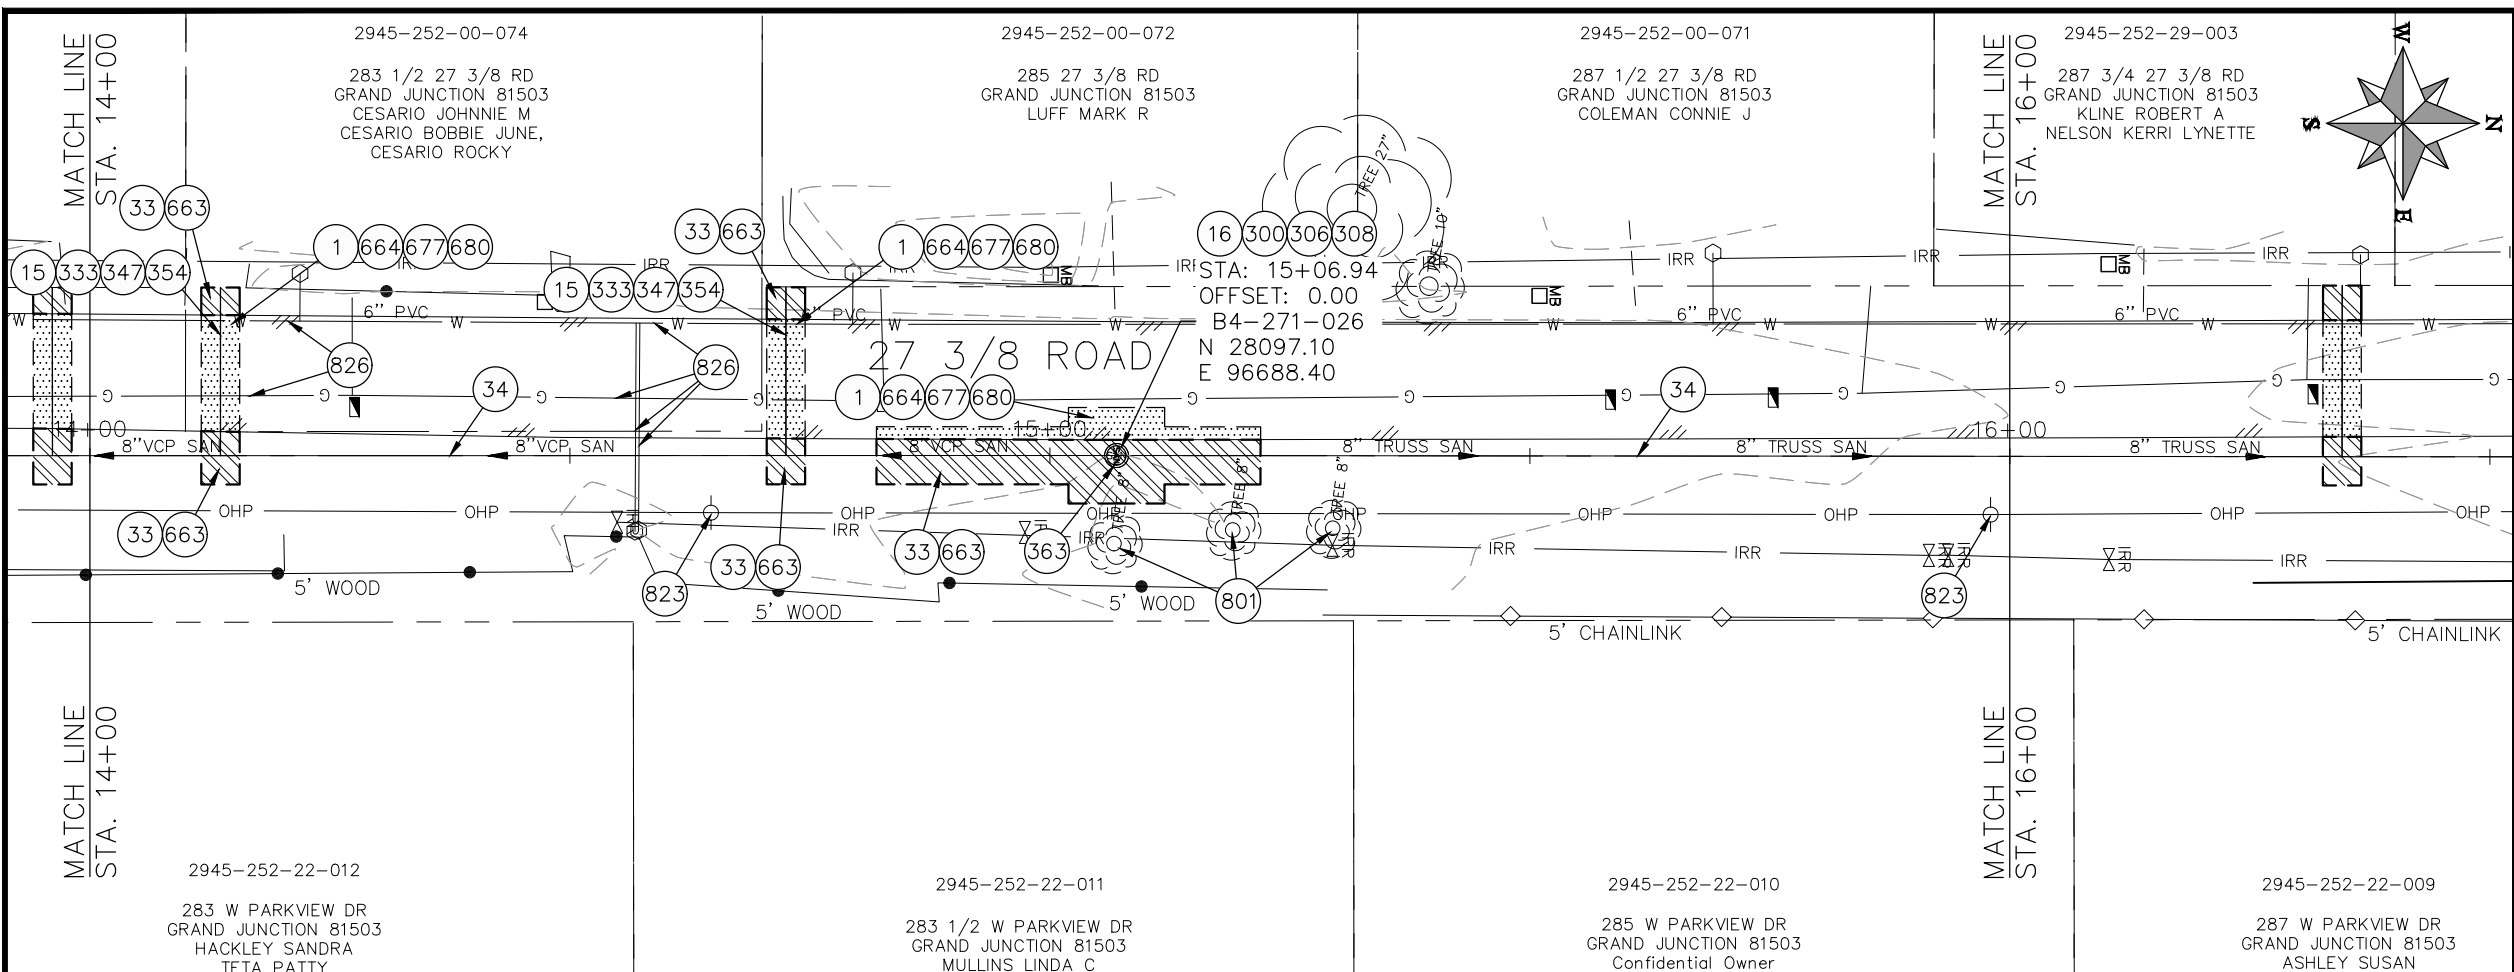 2945-252-00-074
283 1/2 27 3/8 RD
GRAND JUNCTION 81503
CESARIO JOHNNIE M
CESARIO BOBBIE JUNE,
CESARIO ROCKY
2945-252-00-072
285 27 3/8 RD
GRAND JUNCTION 81503
LUFF MARK R
2945-252-00-071
287 1/2 27 3/8 RD
GRAND JUNCTION 81503
COLEMAN CONNIE J
2945-252-29-003
287 3/4 27 3/8 RD
GRAND JUNCTION 81503
KLINE ROBERT A
NELSON KERRI LYNETTE
MATCH LINE
STA. 14+00
MATCH LINE
STA. 16+00
W
N
S
E
TREE 27"
TREE 10"
33 663
33 663
1 664 677 680
1 664 677 680
16 300 306 308
15 333 347 354
15 333 347 354
STA: 15+06.94
OFFSET: 0.00
B4-271-026
N 28097.10
E 96688.40
IRR
IRR
IRR
IRR
IRR
IRR
MB
MB
MB
W
6" PVC
W
W
6" PVC
W
W
W
6" PVC
W
W
6" PVC
W
W
27 3/8 ROAD
826
826
34
34
1 664 677 680
G
G
G
G
G
G
G
G
G
G
G
14+00
15+00
16+00
8"VCP SAN
8"VCP SAN
8" VCP SAN
8" TRUSS SAN
8" TRUSS SAN
8" TRUSS SAN
TREE 8"
TREE 8"
TREE 8"
OHP
OHP
OHP
OHP
OHP
OHP
OHP
OHP
OHP
33 663
IRR
IRR
IRR
IRR
IRR
IRR
IRR
IRR
IRR
IRR
IRR
33 663
33 663
363
823
801
823
5' WOOD
5' WOOD
5' WOOD
5' CHAINLINK
5' CHAINLINK
MATCH LINE
STA. 14+00
MATCH LINE
STA. 16+00
2945-252-22-012
283 W PARKVIEW DR
GRAND JUNCTION 81503
HACKLEY SANDRA
TETA PATTY
2945-252-22-011
283 1/2 W PARKVIEW DR
GRAND JUNCTION 81503
MULLINS LINDA C
2945-252-22-010
285 W PARKVIEW DR
GRAND JUNCTION 81503
Confidential Owner
2945-252-22-009
287 W PARKVIEW DR
GRAND JUNCTION 81503
ASHLEY SUSAN